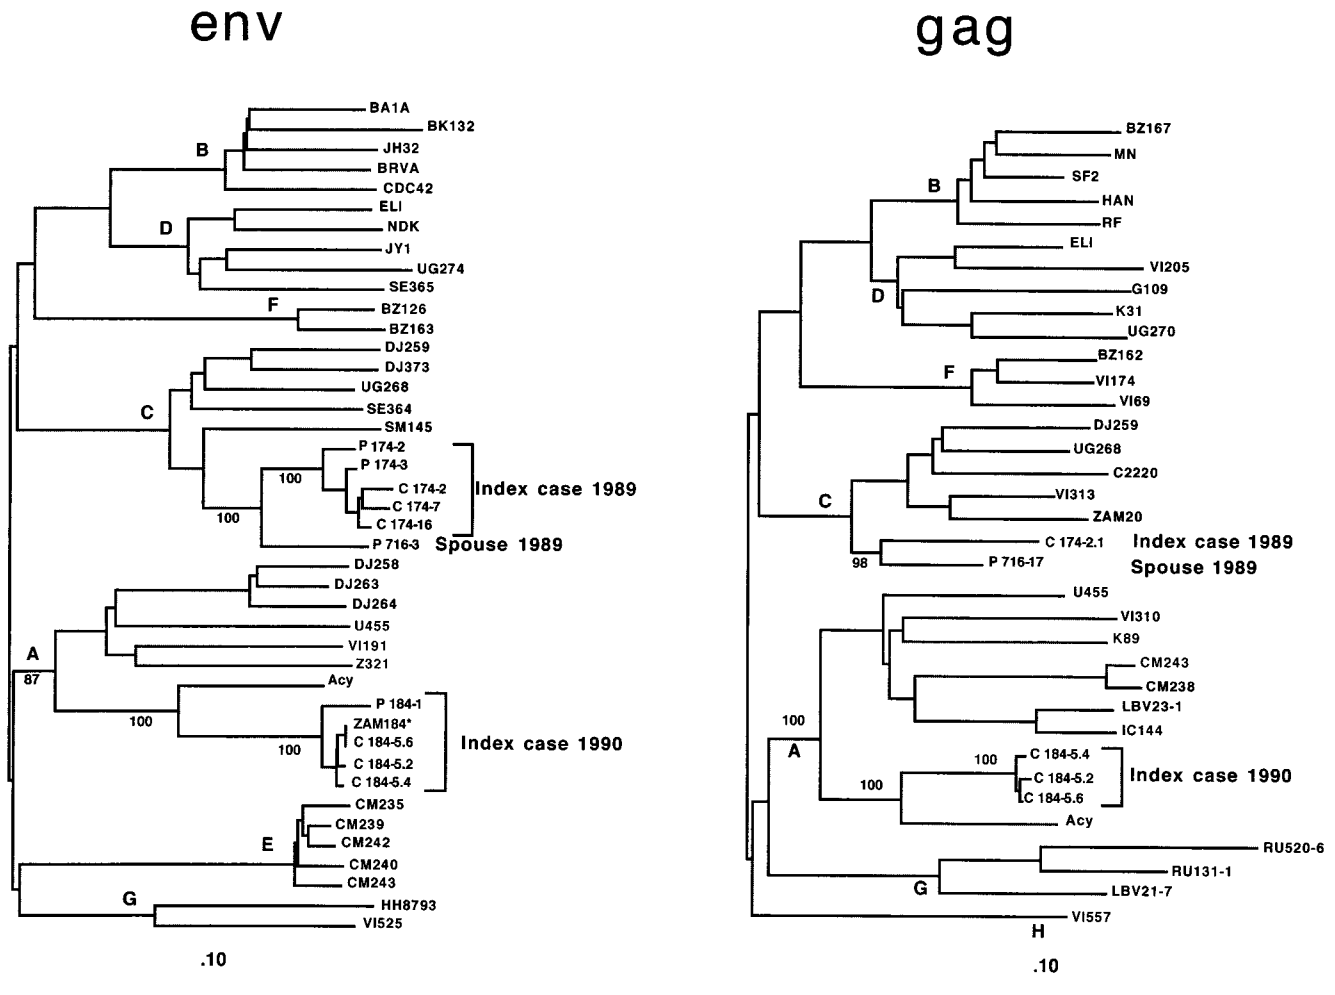 env
BA1A
BK132
B
JH32
BRVA
CDC42
ELI
D
NDK
JY1
UG274
SE365
F
BZ126
BZ163
DJ259
DJ373
UG268
C
SE364
SM145
P 174-2
P 174-3
100
C 174-2
Index case 1989
C 174-7
100
C 174-16
P 716-3 Spouse 1989
DJ258
DJ263
DJ264
U455
VI191
A
Z321
87
Acy
P 184-1
100
ZAM184*
C 184-5.6
Index case 1990
100
C 184-5.2
C 184-5.4
CM235
CM239
CM242
E
CM240
CM243
G
HH8793
VI525
.10
gag
BZ167
MN
SF2
B
HAN
RF
ELI
VI205
G109
D
K31
UG270
BZ162
F
VI174
VI69
DJ259
UG268
C2220
VI313
C
ZAM20
C 174-2.1 Index case 1989
98
P 716-17 Spouse 1989
U455
VI310
K89
CM243
CM238
LBV23-1
100
IC144
A
C 184-5.4
100
C 184-5.2
Index case 1990
100
C 184-5.6
Acy
RU520-6
RU131-1
G
LBV21-7
VI557
H
.10